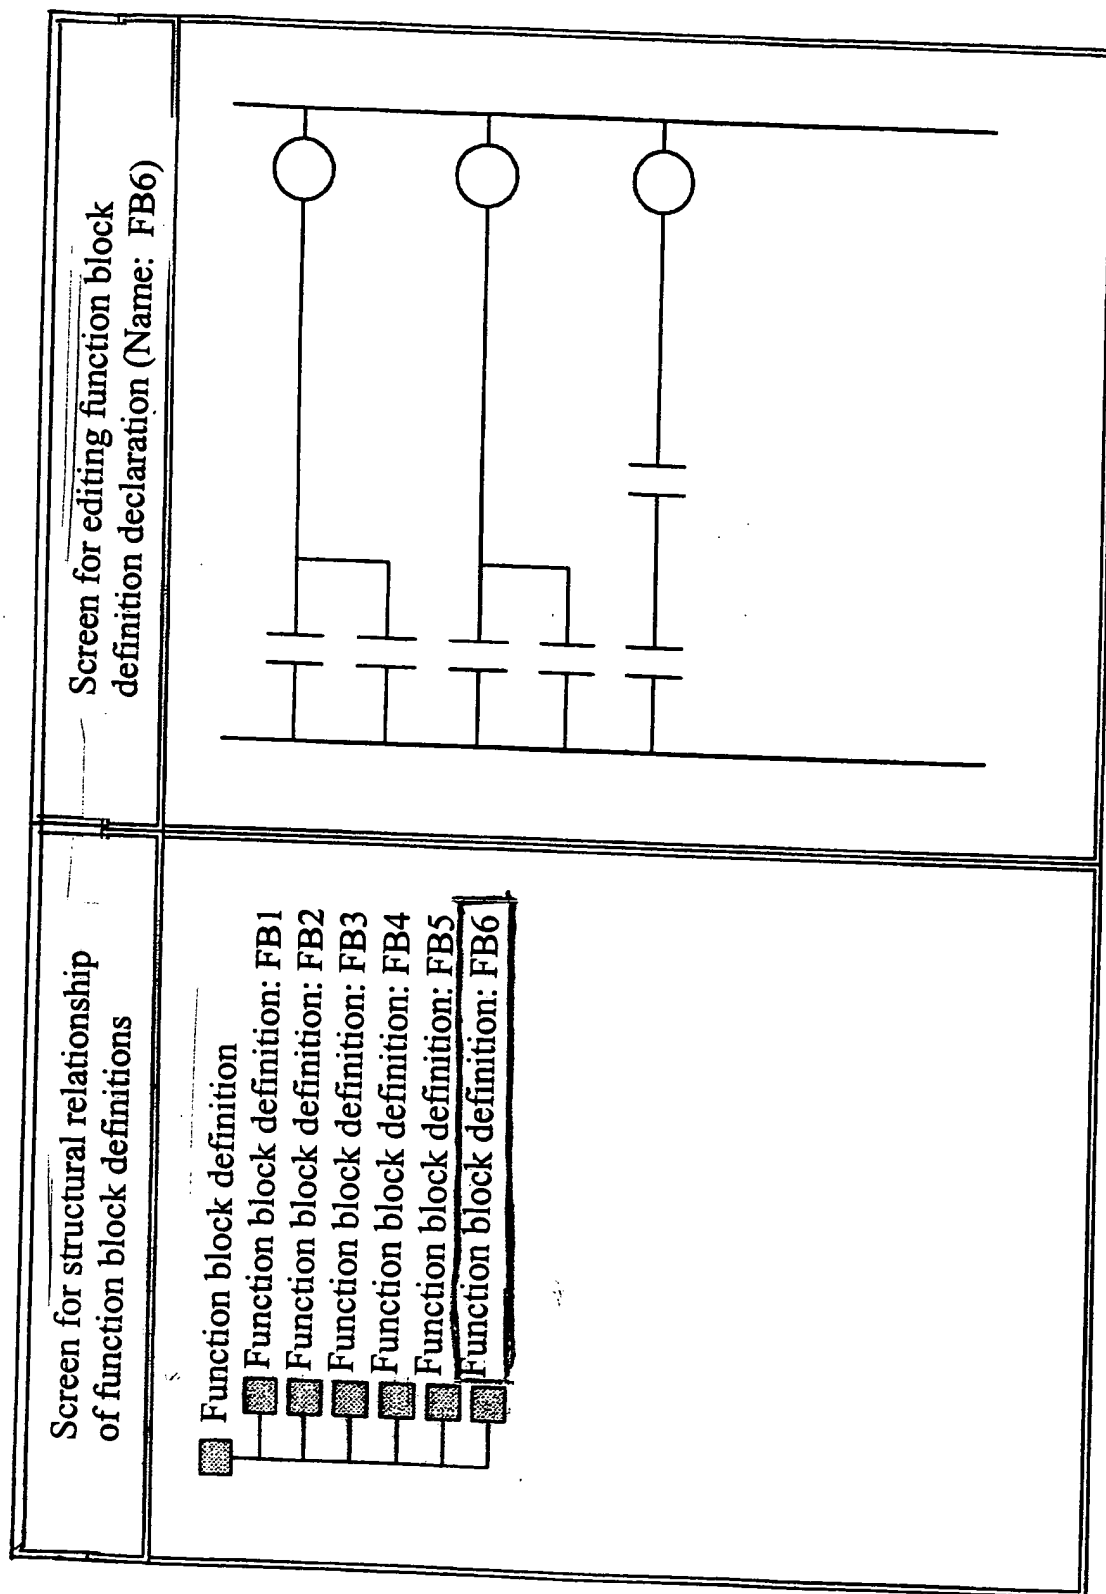 Screen for structural relationship
of function block definitions
Function block definition
Function block definition: FB1
Function block definition: FB2
Function block definition: FB3
Function block definition: FB4
Function block definition: FB5
Function block definition: FB6
Screen for editing function block
definition declaration (Name: FB6)